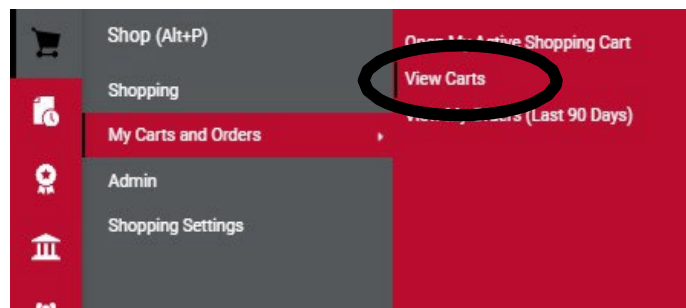 Shop (Alt+P)
Shopping
My Carts and Orders
Admin
Shopping Settings
Open My Active Shopping Cart
View Carts
View My Orders (Last 90 Days)